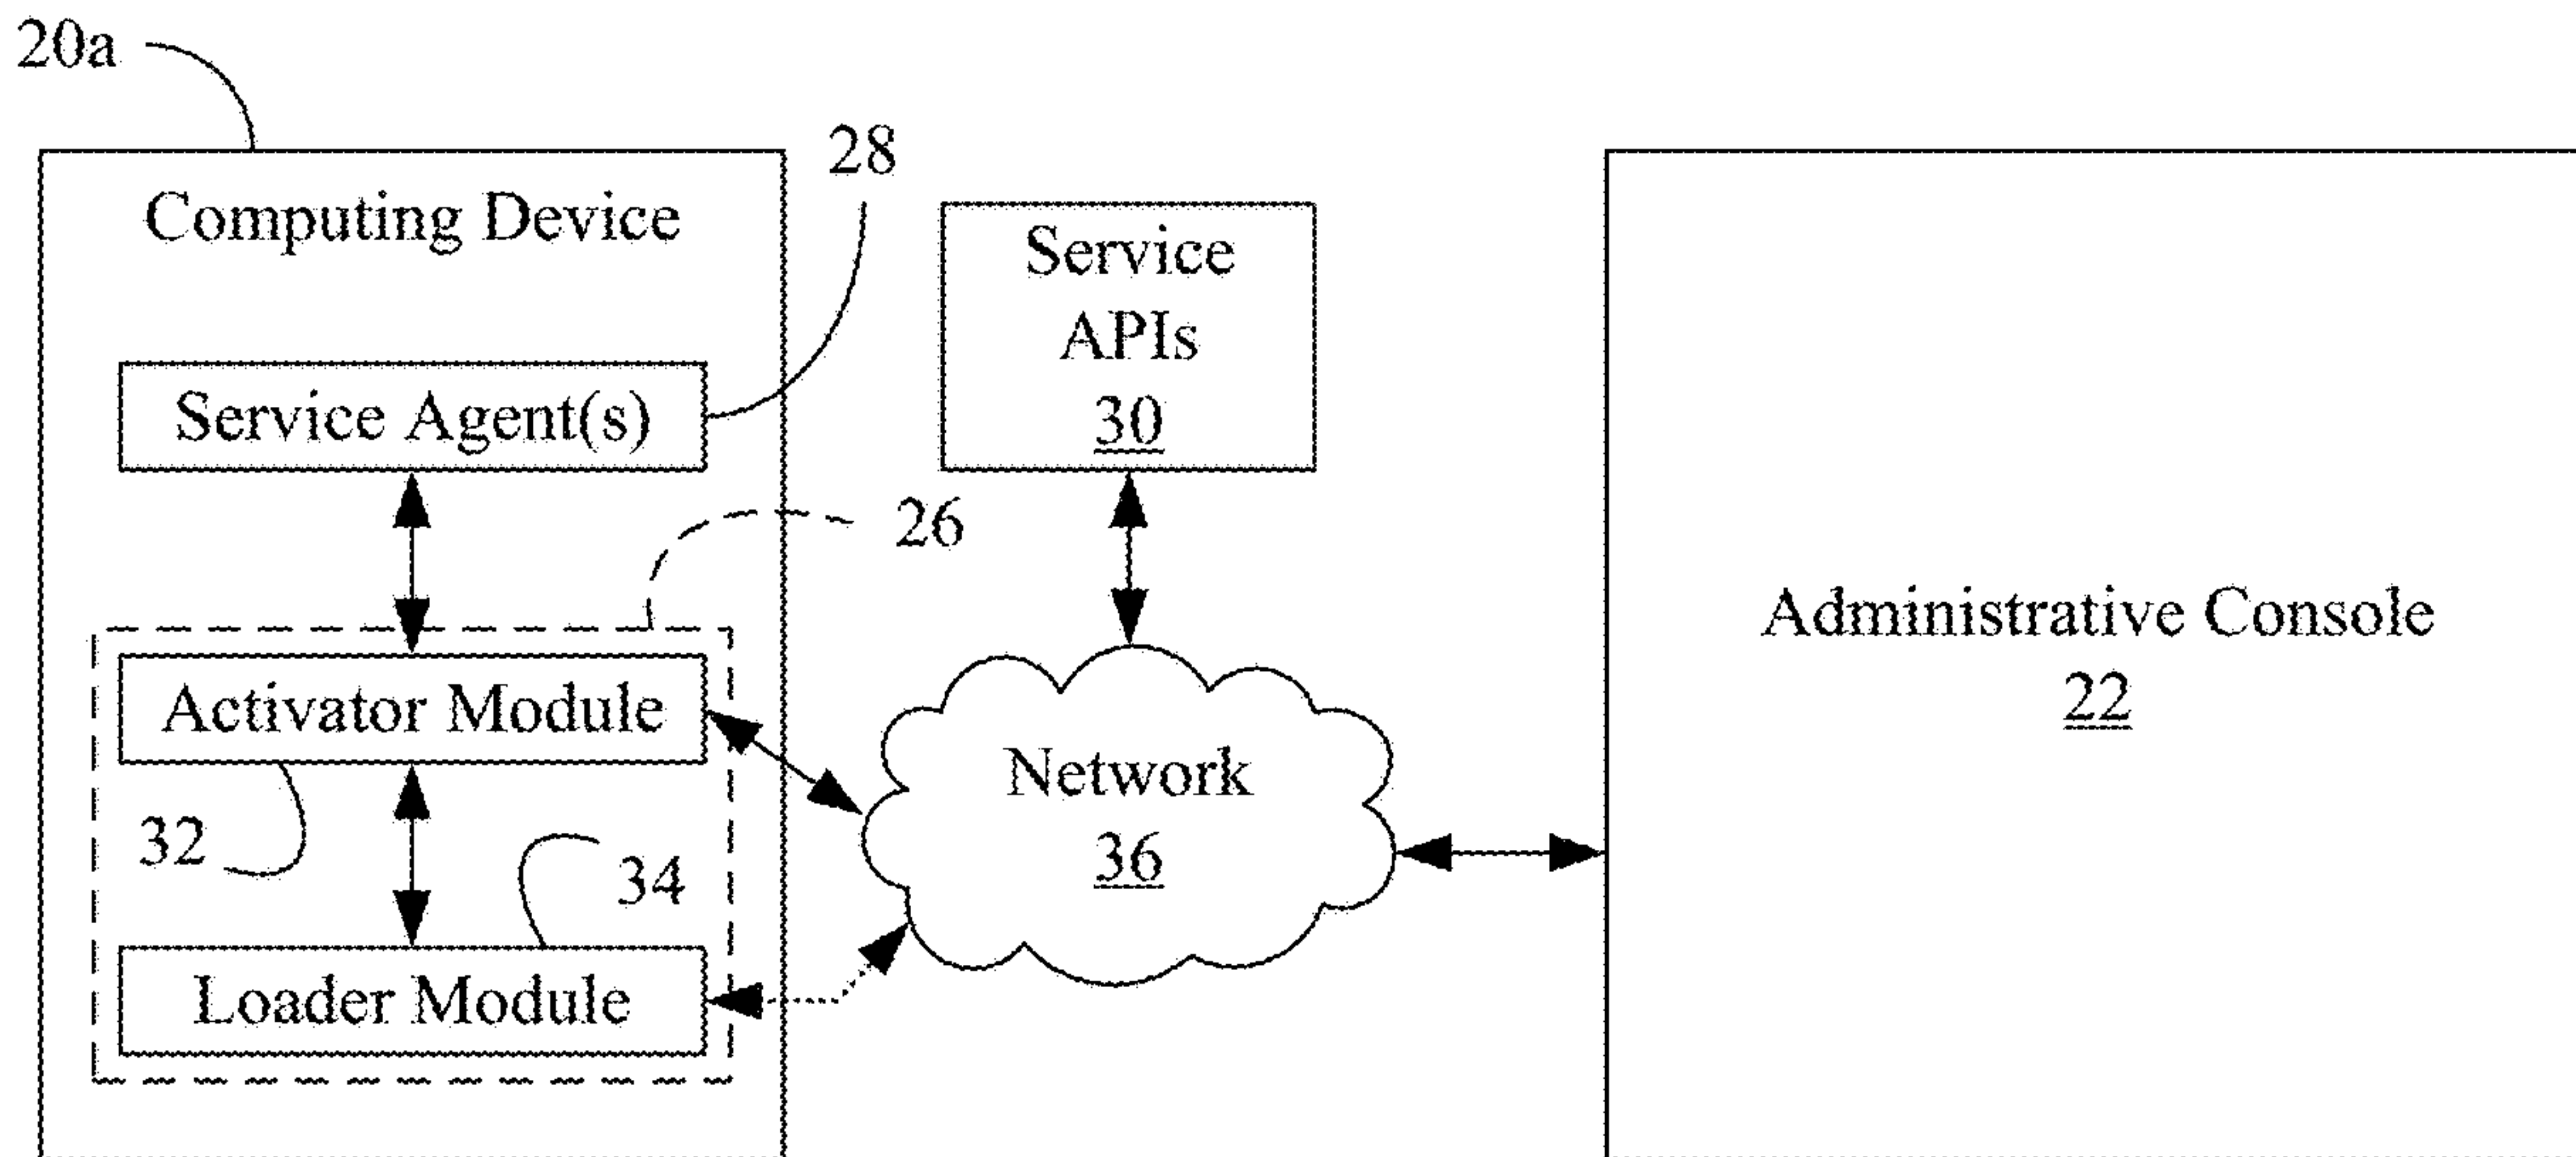 20a
Computing Device
28
Service Agent(s)
26
Activator Module
32
34
Loader Module
Service
APIs
30
Network
36
Administrative Console
22